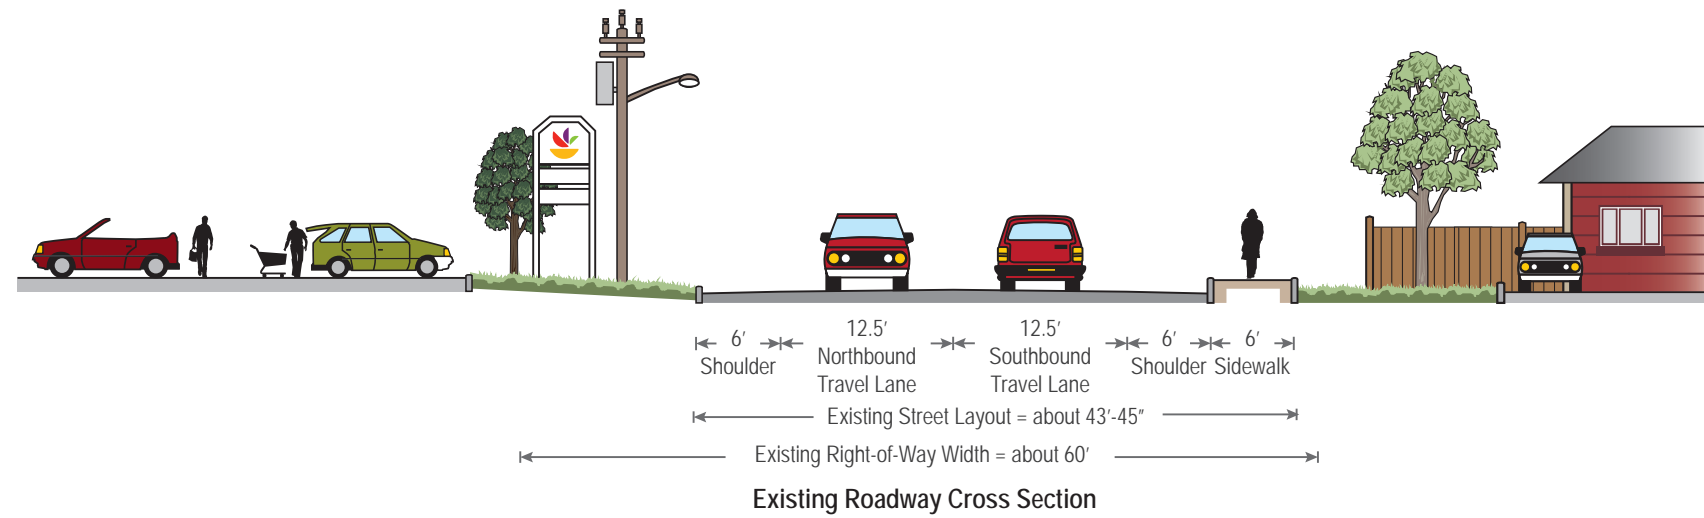 6′
Shoulder
12.5′
Northbound
Travel Lane
12.5′
Southbound
Travel Lane
6′
Shoulder
6′
Sidewalk
Existing Street Layout = about 43′-45″
Existing Right-of-Way Width = about 60′
Existing Roadway Cross Section